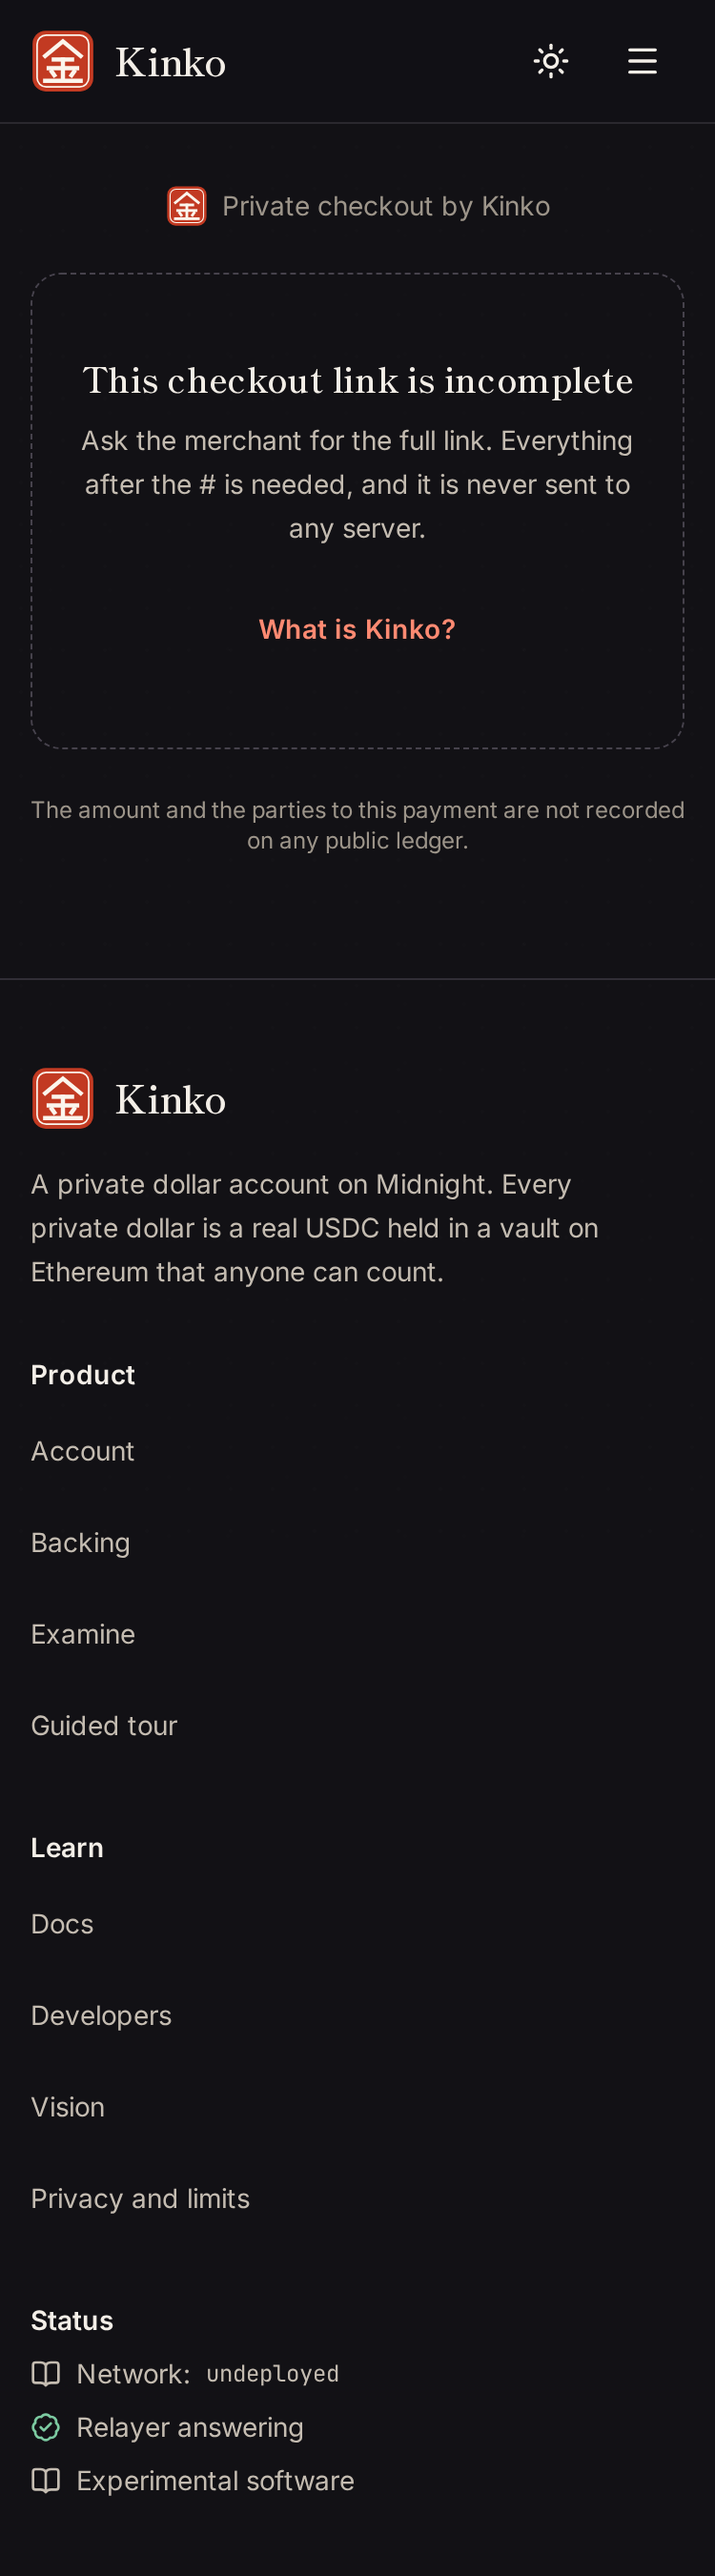 金 Kinko
金 Private checkout by Kinko
This checkout link is incomplete
Ask the merchant for the full link. Everything
after the # is needed, and it is never sent to
any server.
What is Kinko?
The amount and the parties to this payment are not recorded
on any public ledger.
金 Kinko
A private dollar account on Midnight. Every
private dollar is a real USDC held in a vault on
Ethereum that anyone can count.
Product
Account
Backing
Examine
Guided tour
Learn
Docs
Developers
Vision
Privacy and limits
Status
Network: undeployed
Relayer answering
Experimental software